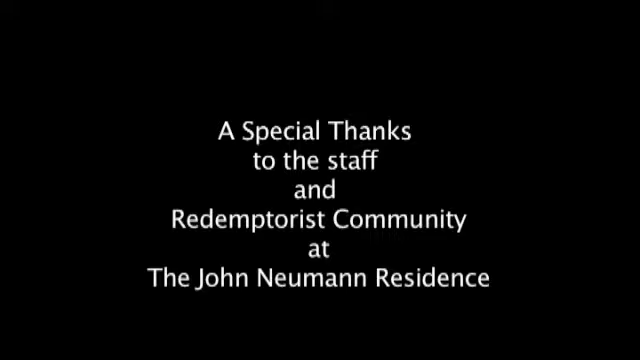 A Special Thanks
to the staff
and
Redemptorist Community
at
The John Neumann Residence